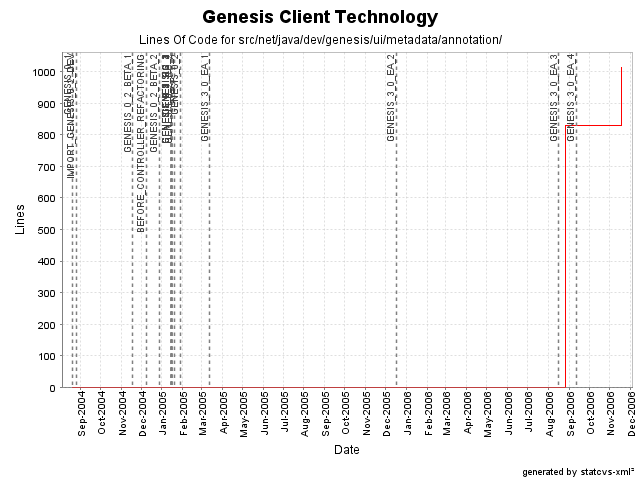 Genesis Client Technology
Lines Of Code for src/net/java/dev/genesis/ui/metadata/annotation/
Lines
1000
900
800
700
600
500
400
300
200
100
0
GENESIS_0_2_BETA_1
BEFORE_CONTROLLER_REFACTORING
GENESIS_0_2_BETA_2
GENESIS_3_0_EA_1
GENESIS_3_0_EA_2
GENESIS_3_0_EA_3
GENESIS_3_0_EA_4
Sep-2004
Oct-2004
Nov-2004
Dec-2004
Jan-2005
Feb-2005
Mar-2005
Apr-2005
May-2005
Jun-2005
Jul-2005
Aug-2005
Sep-2005
Oct-2005
Nov-2005
Dec-2005
Jan-2006
Feb-2006
Mar-2006
Apr-2006
May-2006
Jun-2006
Jul-2006
Aug-2006
Sep-2006
Oct-2006
Nov-2006
Dec-2006
Date
generated by statcvs-xml²